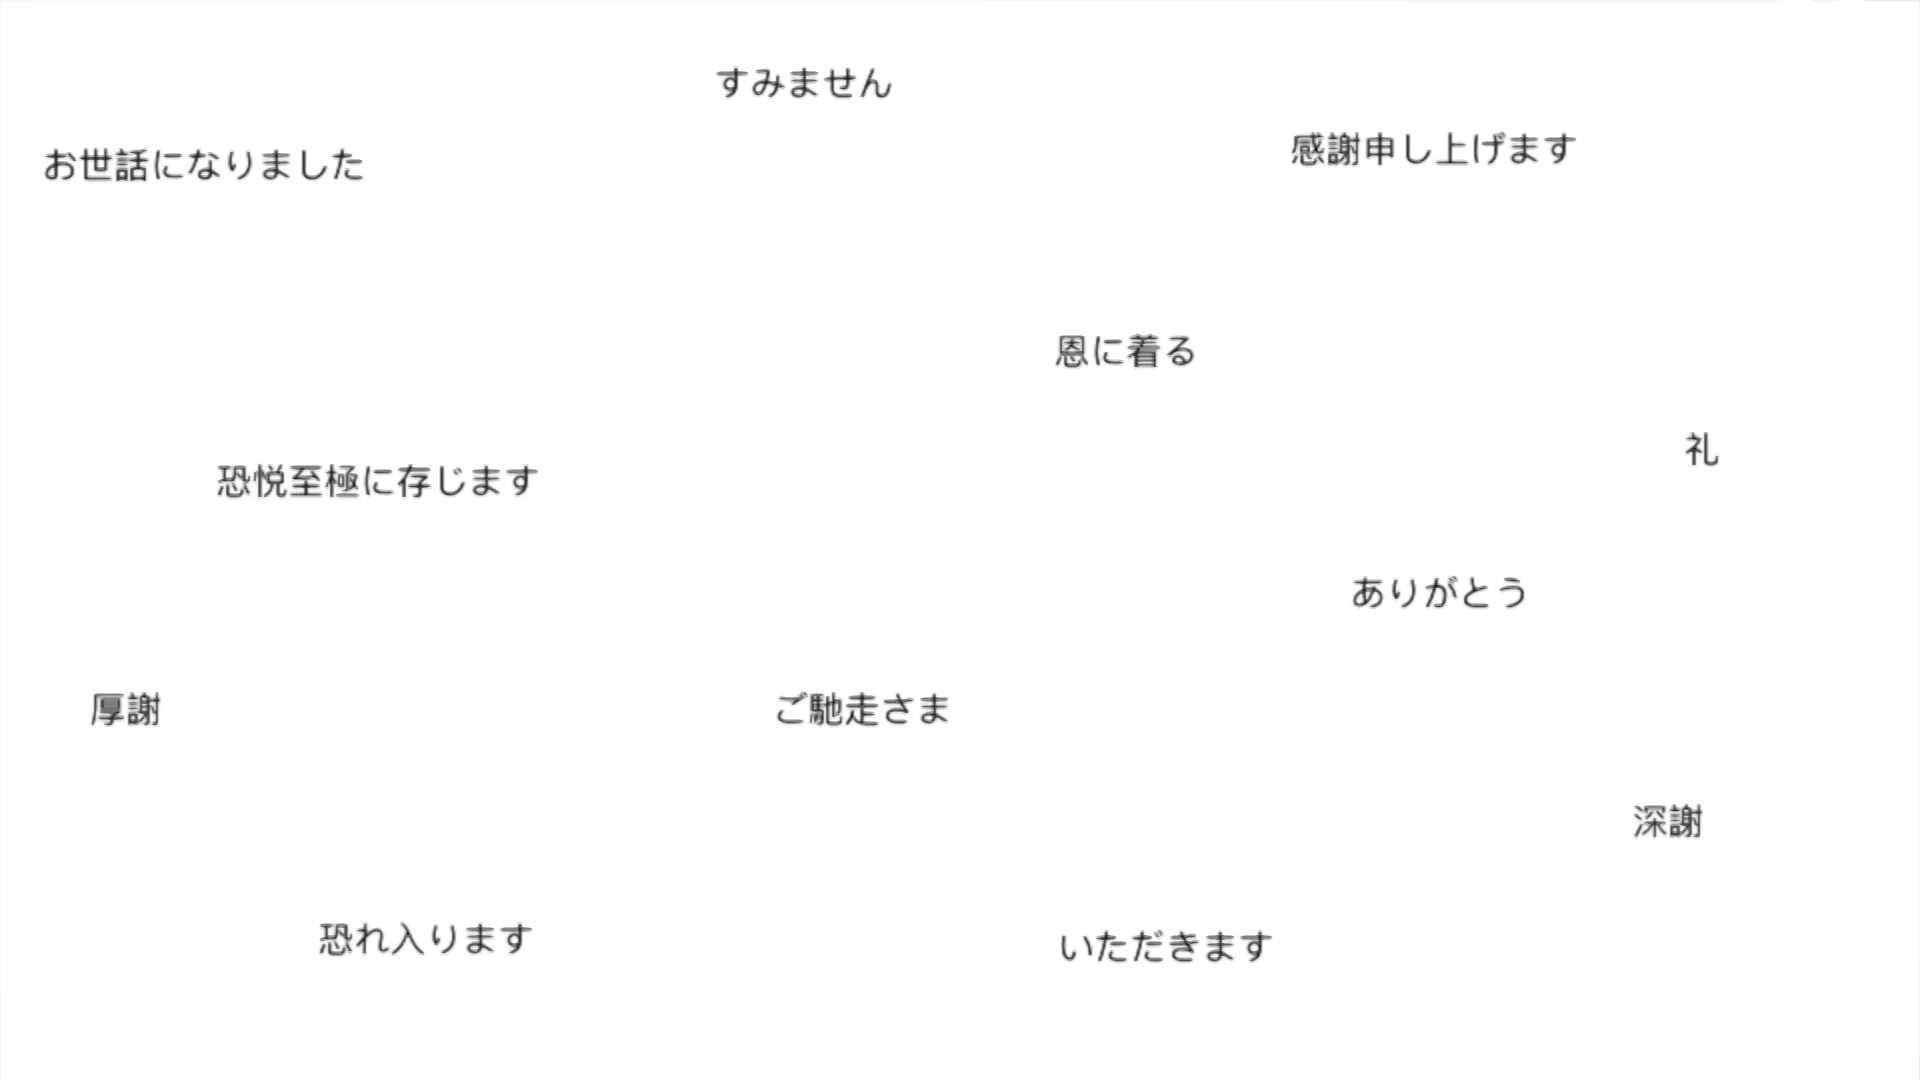 すみません
お世話になりました
感謝申し上げます
恩に着る
礼
恐悦至極に存じます
ありがとう
厚謝
ご馳走さま
深謝
恐れ入ります
いただきます